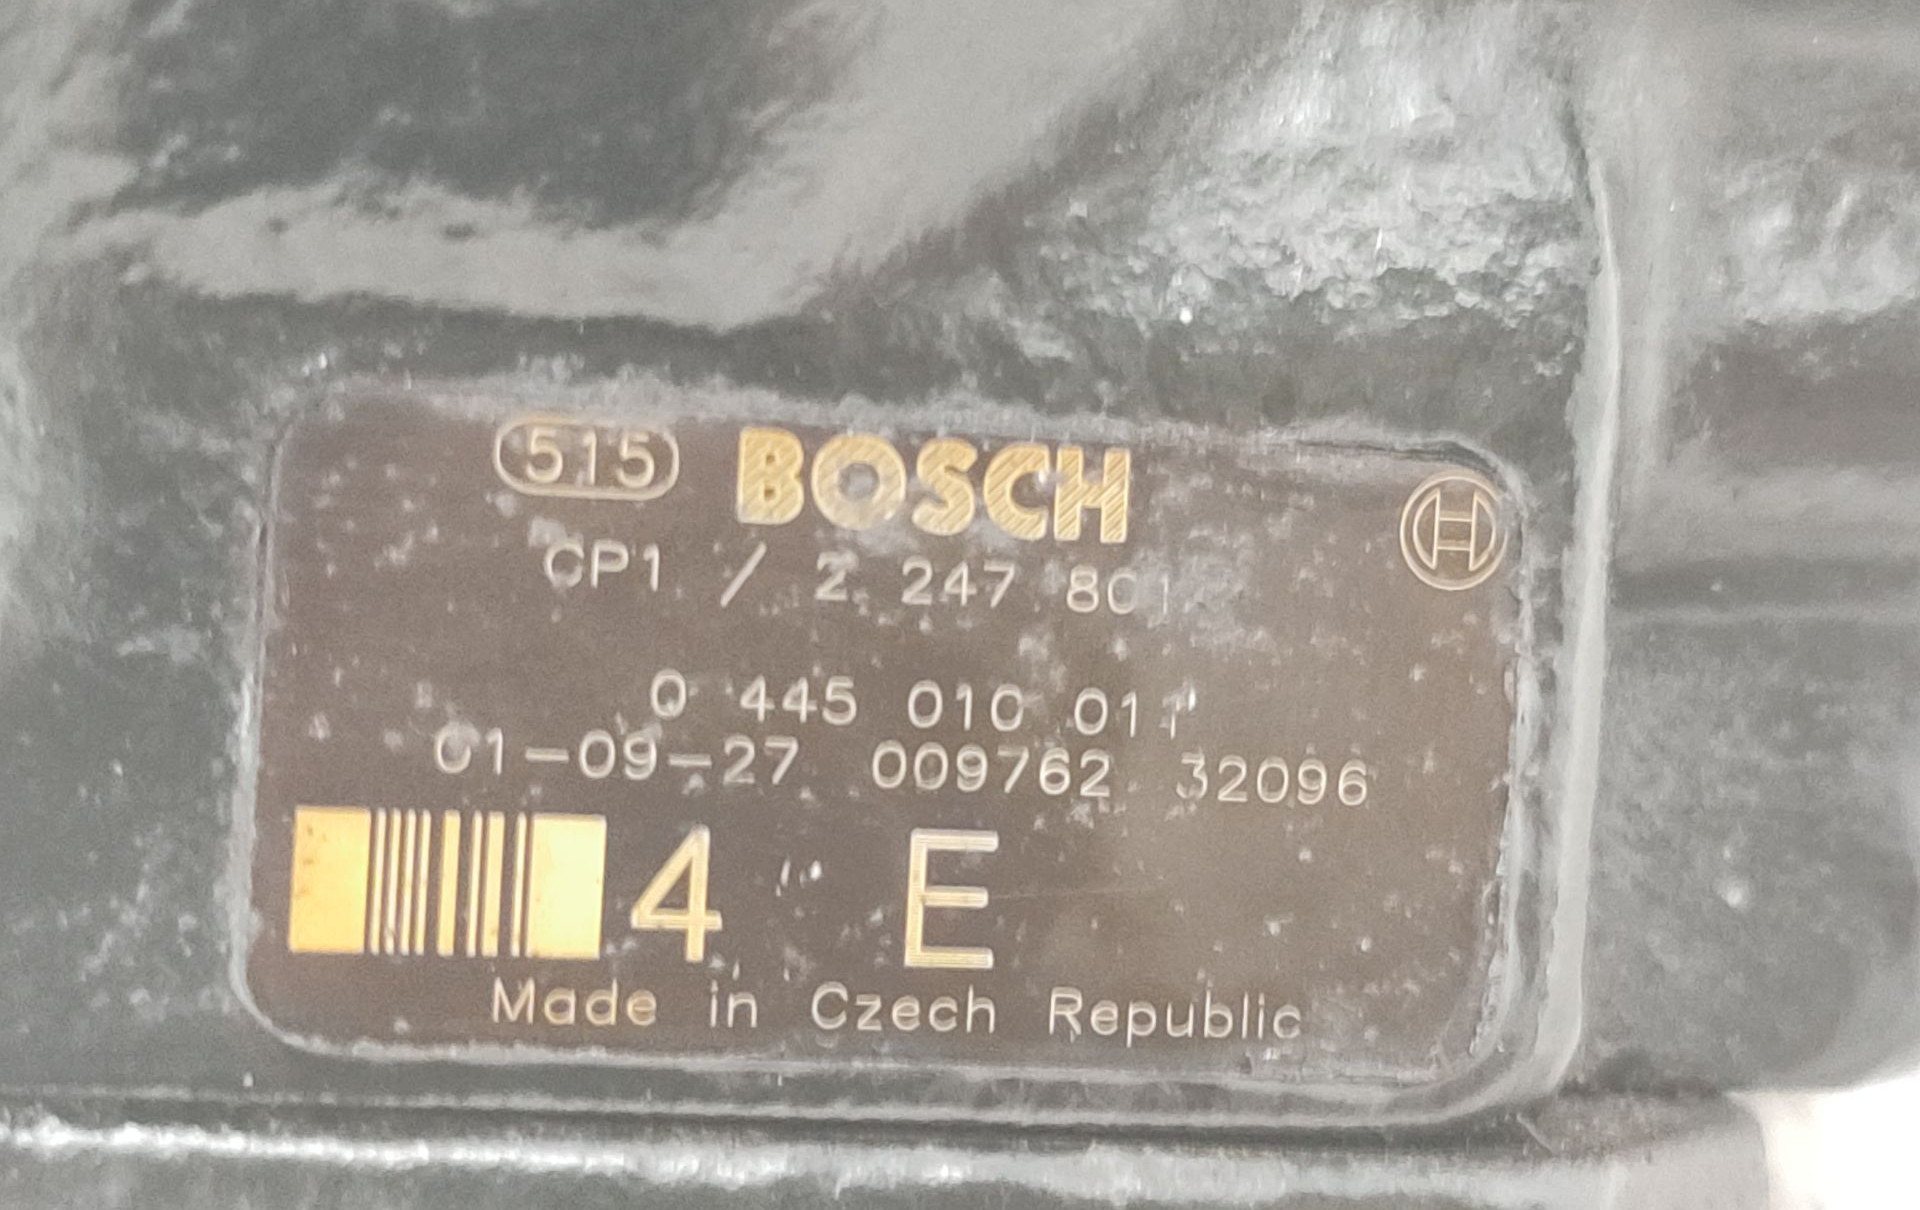 515 BOSCH
CP1 / 2 247 801
0 445 010 011
01-09-27 009762 32096
4 E
Made in Czech Republic